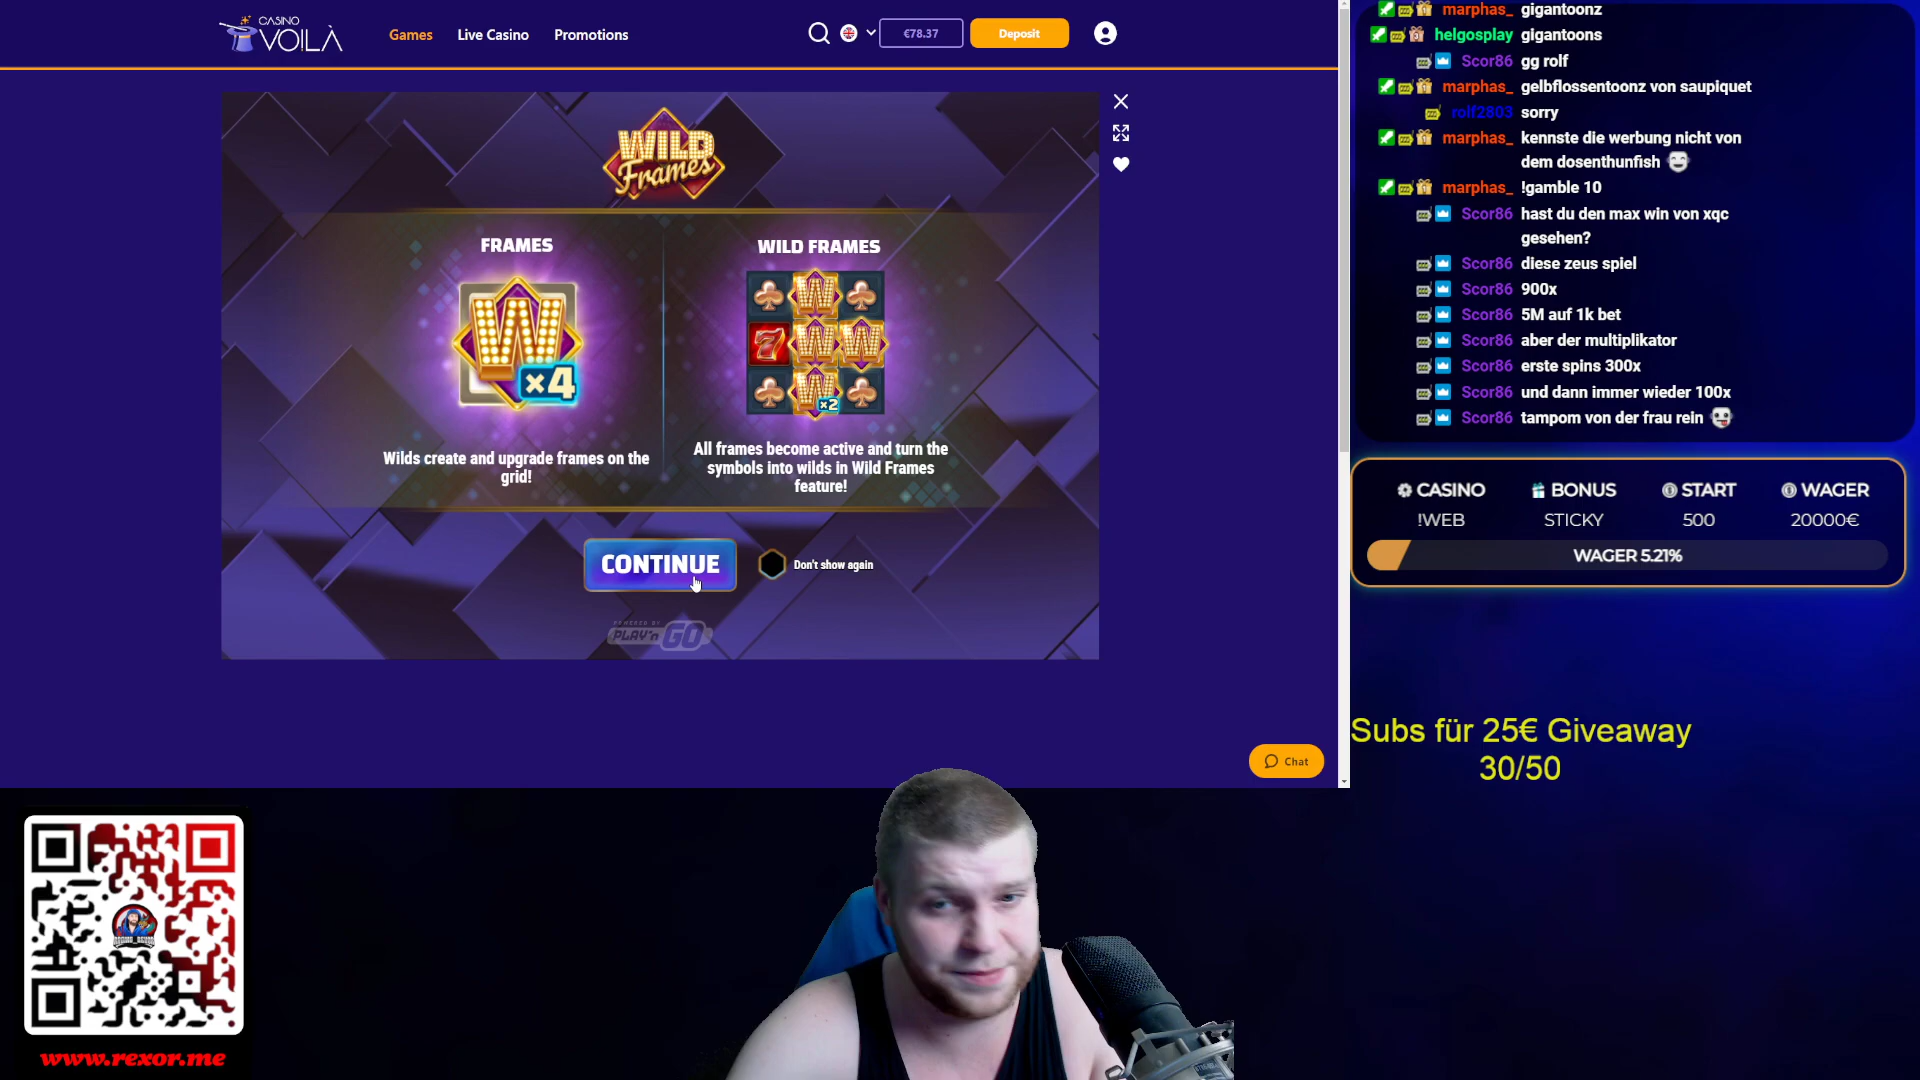 CASINO
VOILÀ
Games
Live Casino
Promotions
€78.37
Deposit
WILD
Frames
FRAMES
W
×4
Wilds create and upgrade frames on the
grid!
WILD FRAMES
W
7 W W
W
×2
All frames become active and turn the
symbols into wilds in Wild Frames
feature!
CONTINUE
Don't show again
POWERED BY
PLAY'n GO
Chat
marphas_ gigantoonz
helgosplay gigantoons
Scor86 gg rolf
marphas_ gelbflossentoonz von saupiquet
rolf2803 sorry
marphas_ kennste die werbung nicht von
dem dosenthunfish
marphas_ !gamble 10
Scor86 hast du den max win von xqc
gesehen?
Scor86 diese zeus spiel
Scor86 900x
Scor86 5M auf 1k bet
Scor86 aber der multiplikator
Scor86 erste spins 300x
Scor86 und dann immer wieder 100x
Scor86 tampom von der frau rein
CASINO BONUS START WAGER
!WEB STICKY 500 20000€
WAGER 5.21%
Subs für 25€ Giveaway
30/50
www.rexor.me